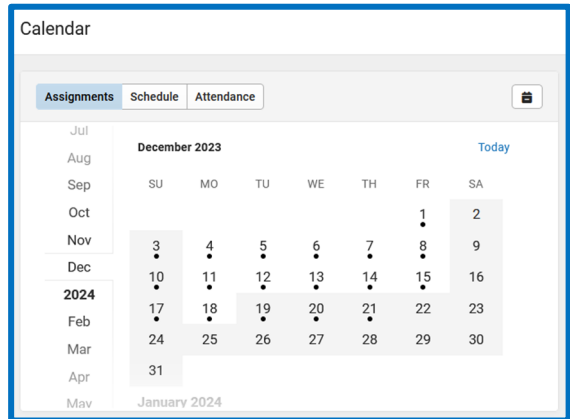 Calendar
Assignments Schedule Attendance
Jul
Aug
Sep
Oct
Nov
Dec
2024
Feb
Mar
Apr
May
December 2023 Today
SU MO TU WE TH FR SA
1 2
3 4 5 6 7 8 9
10 11 12 13 14 15 16
17 18 19 20 21 22 23
24 25 26 27 28 29 30
31
January 2024